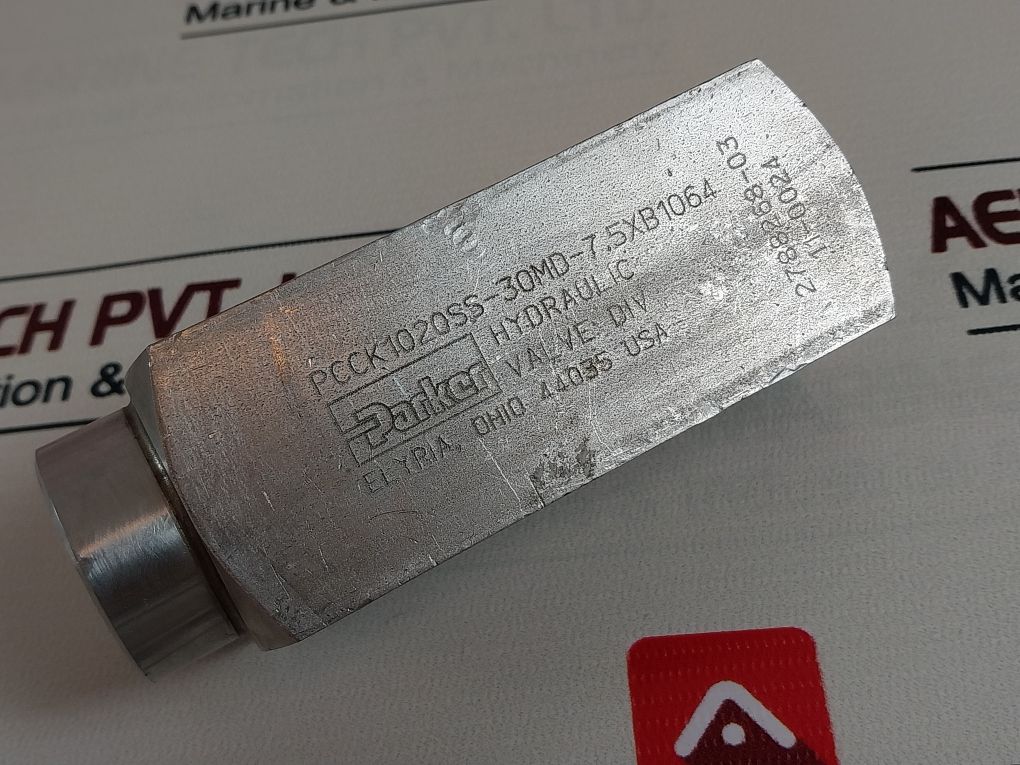 Marine &
PCCK1020SS-30MD-7.5XB1064
Parker HYDRAULIC
VALVE DIV
ELYRIA, OHIO 44035 USA
2788268-03
11-0024
CH PVT.
ion &
AE
Ma